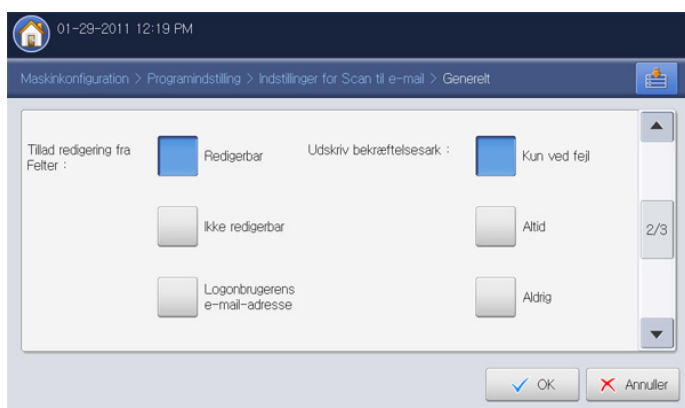 01-29-2011 12:19 PM
Maskinkonfiguration > Programindstilling > Indstillinger for Scan til e-mail > Generelt
Tillad redigering fra
Felter :
Redigerbar
Ikke redigerbar
Logonbrugerens
e-mail-adresse
Udskriv bekræftelsesark :
Kun ved fejl
Altid
Aldrig
2/3
OK
Annuller